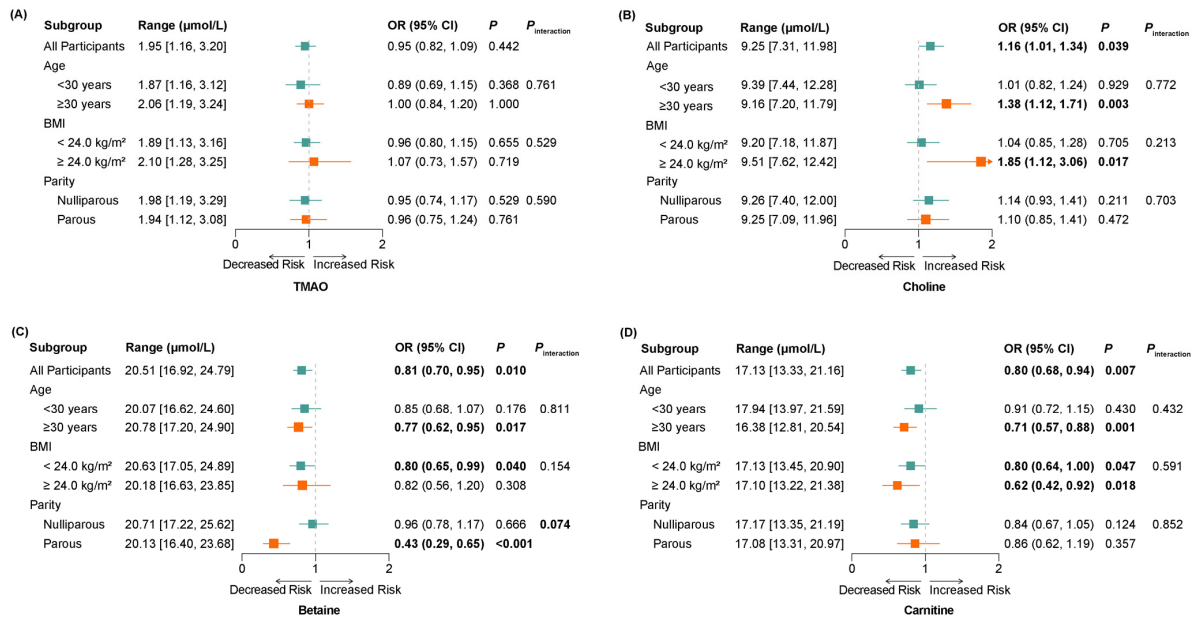 (A)
Subgroup Range (µmol/L) OR (95% CI) P Pinteraction
All Participants 1.95 [1.16, 3.20] 0.95 (0.82, 1.09) 0.442
Age
<30 years 1.87 [1.16, 3.12] 0.89 (0.69, 1.15) 0.368 0.761
≥30 years 2.06 [1.19, 3.24] 1.00 (0.84, 1.20) 1.000
BMI
< 24.0 kg/m² 1.89 [1.13, 3.16] 0.96 (0.80, 1.15) 0.655 0.529
≥ 24.0 kg/m² 2.10 [1.28, 3.25] 1.07 (0.73, 1.57) 0.719
Parity
Nulliparous 1.98 [1.19, 3.29] 0.95 (0.74, 1.17) 0.529 0.590
Parous 1.94 [1.12, 3.08] 0.96 (0.75, 1.24) 0.761
0 1 2
Decreased Risk Increased Risk
TMAO
(B)
Subgroup Range (µmol/L) OR (95% CI) P Pinteraction
All Participants 9.25 [7.31, 11.98] 1.16 (1.01, 1.34) 0.039
Age
<30 years 9.39 [7.44, 12.28] 1.01 (0.82, 1.24) 0.929 0.772
≥30 years 9.16 [7.20, 11.79] 1.38 (1.12, 1.71) 0.003
BMI
< 24.0 kg/m² 9.20 [7.18, 11.87] 1.04 (0.85, 1.28) 0.705 0.213
≥ 24.0 kg/m² 9.51 [7.62, 12.42] 1.85 (1.12, 3.06) 0.017
Parity
Nulliparous 9.26 [7.40, 12.00] 1.14 (0.93, 1.41) 0.211 0.703
Parous 9.25 [7.09, 11.96] 1.10 (0.85, 1.41) 0.472
0 1 2
Decreased Risk Increased Risk
Choline
(C)
Subgroup Range (µmol/L) OR (95% CI) P Pinteraction
All Participants 20.51 [16.92, 24.79] 0.81 (0.70, 0.95) 0.010
Age
<30 years 20.07 [16.62, 24.60] 0.85 (0.68, 1.07) 0.176 0.811
≥30 years 20.78 [17.20, 24.90] 0.77 (0.62, 0.95) 0.017
BMI
< 24.0 kg/m² 20.63 [17.05, 24.89] 0.80 (0.65, 0.99) 0.040 0.154
≥ 24.0 kg/m² 20.18 [16.63, 23.85] 0.82 (0.56, 1.20) 0.308
Parity
Nulliparous 20.71 [17.22, 25.62] 0.96 (0.78, 1.17) 0.666 0.074
Parous 20.13 [16.40, 23.68] 0.43 (0.29, 0.65) <0.001
0 1 2
Decreased Risk Increased Risk
Betaine
(D)
Subgroup Range (µmol/L) OR (95% CI) P Pinteraction
All Participants 17.13 [13.33, 21.16] 0.80 (0.68, 0.94) 0.007
Age
<30 years 17.94 [13.97, 21.59] 0.91 (0.72, 1.15) 0.430 0.432
≥30 years 16.38 [12.81, 20.54] 0.71 (0.57, 0.88) 0.001
BMI
< 24.0 kg/m² 17.13 [13.45, 20.90] 0.80 (0.64, 1.00) 0.047 0.591
≥ 24.0 kg/m² 17.10 [13.22, 21.38] 0.62 (0.42, 0.92) 0.018
Parity
Nulliparous 17.17 [13.35, 21.19] 0.84 (0.67, 1.05) 0.124 0.852
Parous 17.08 [13.31, 20.97] 0.86 (0.62, 1.19) 0.357
0 1 2
Decreased Risk Increased Risk
Carnitine